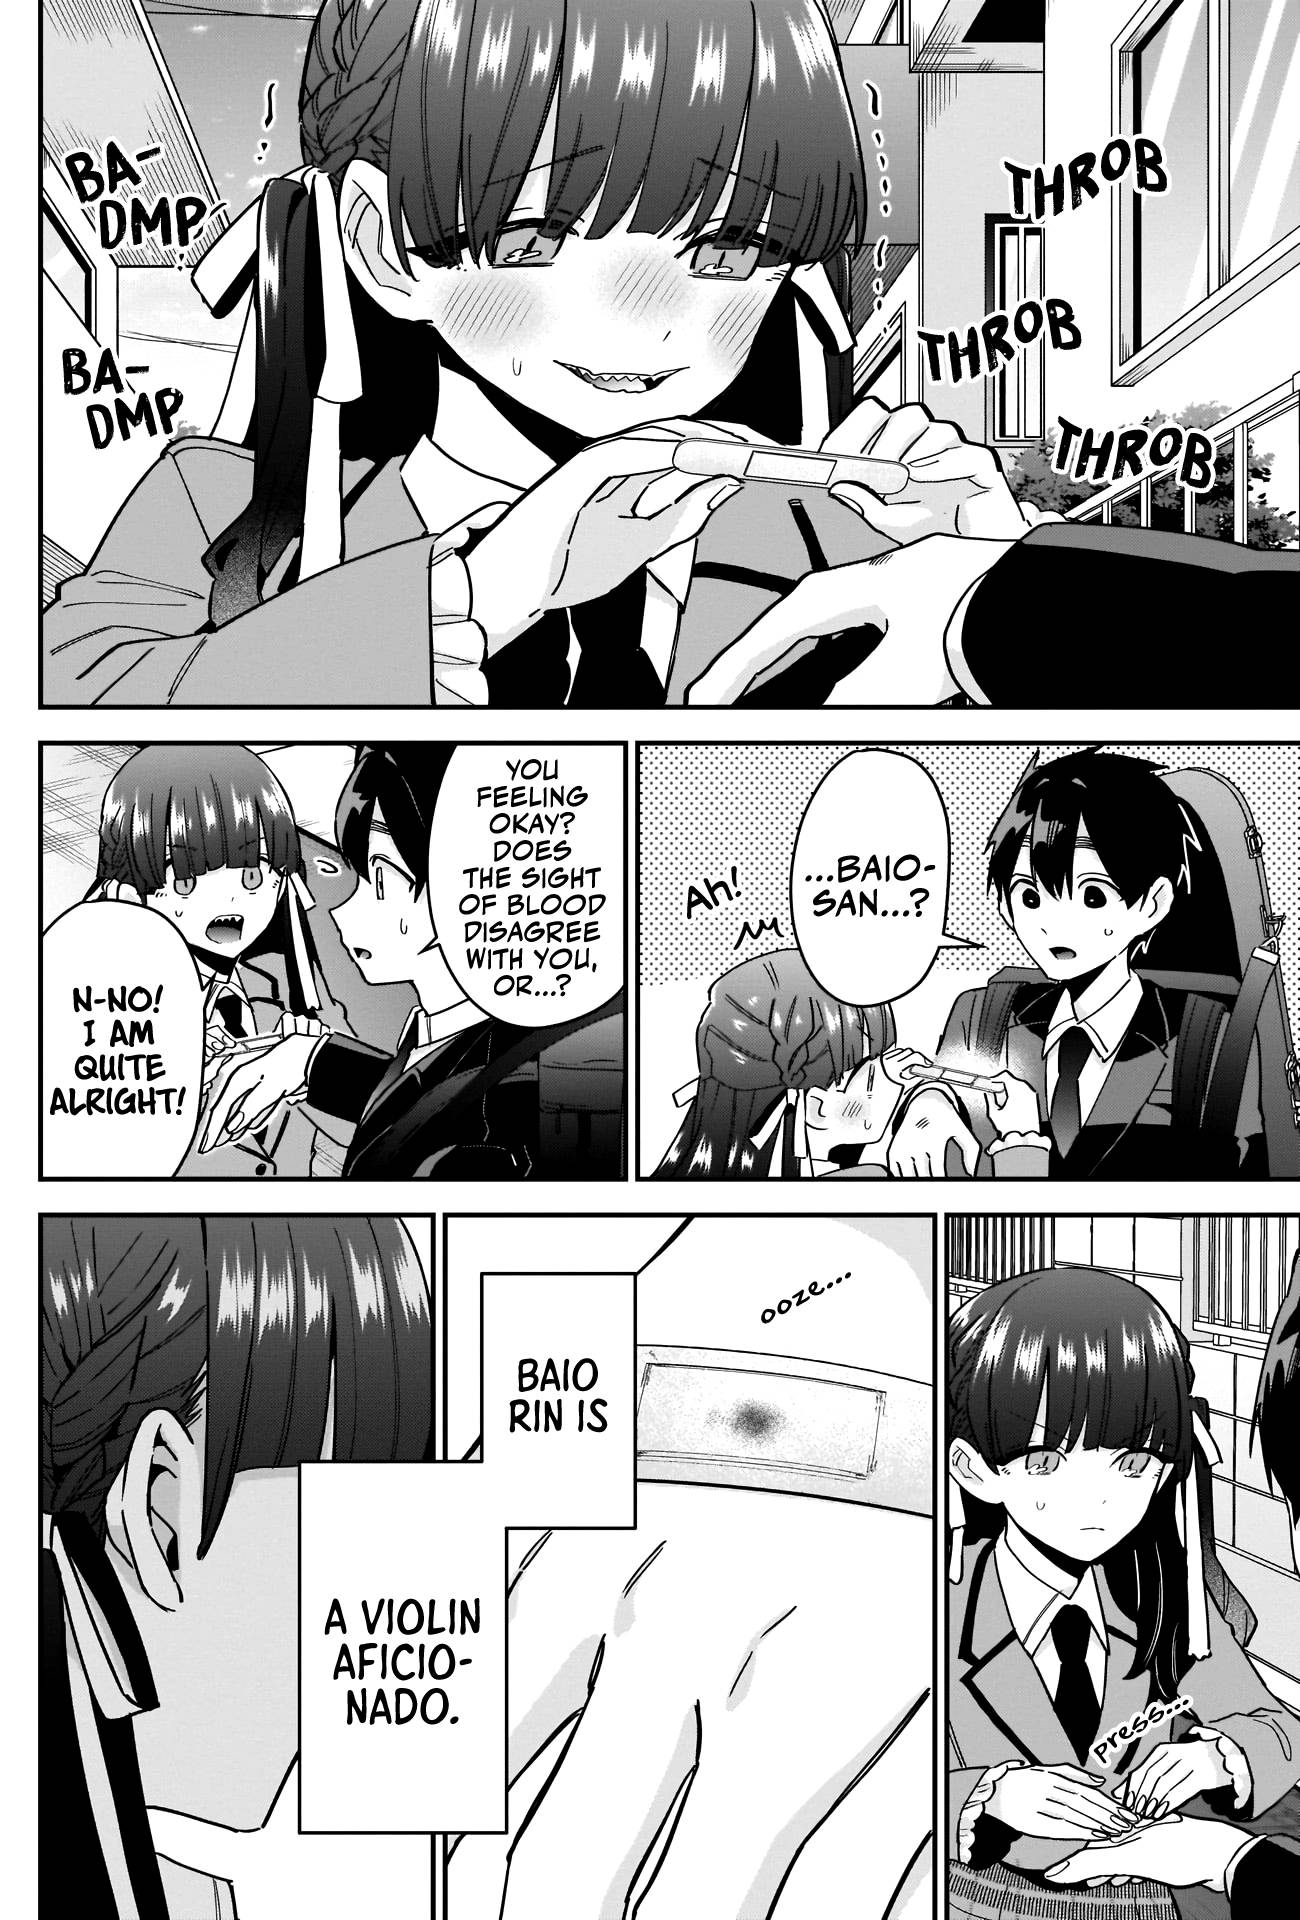 THROB
THROB
THROB
BA-
DMP
BA-
DMP
...BAIO-
SAN...?
Ah!
YOU
FEELING
OKAY?
DOES
THE SIGHT
OF BLOOD
DISAGREE
WITH YOU,
OR...?
N-NO!
I AM
QUITE
ALRIGHT!
press...
ooze...
BAIO
RIN IS
A VIOLIN
AFICIO-
NADO.